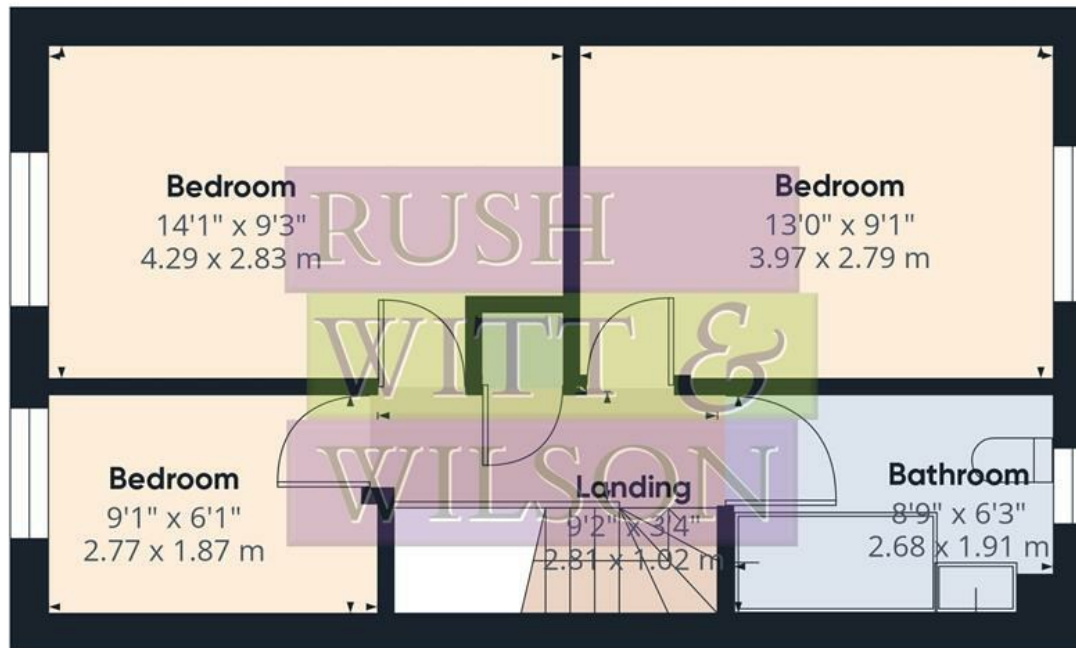 Bedroom
14'1" x 9'3"
4.29 x 2.83 m
Bedroom
13'0" x 9'1"
3.97 x 2.79 m
RUSH
WITT &
WILSON
Bedroom
9'1" x 6'1"
2.77 x 1.87 m
Landing
9'2" x 3'4"
2.81 x 1.02 m
Bathroom
8'9" x 6'3"
2.68 x 1.91 m